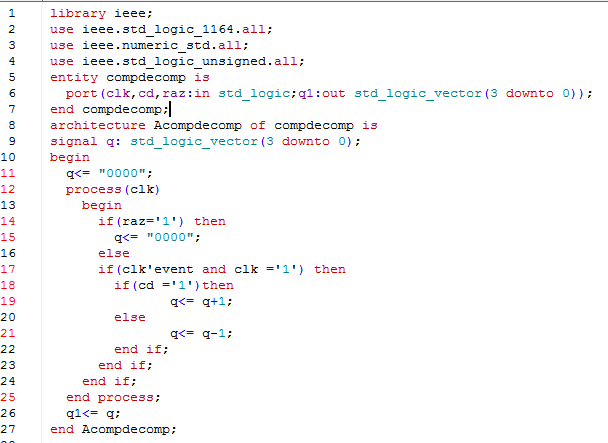 1 library ieee;
2 use ieee.std_logic_1164.all;
3 use ieee.numeric_std.all;
4 use ieee.std_logic_unsigned.all;
5 entity compdecomp is
6 port(clk,cd,raz:in std_logic;q1:out std_logic_vector(3 downto 0));
7 end compdecomp;
8 architecture Acompdecomp of compdecomp is
9 signal q: std_logic_vector(3 downto 0);
10 begin
11 q<= "0000";
12 process(clk)
13 begin
14 if(raz='1') then
15 q<= "0000";
16 else
17 if(clk'event and clk ='1') then
18 if(cd ='1')then
19 q<= q+1;
20 else
21 q<= q-1;
22 end if;
23 end if;
24 end if;
25 end process;
26 q1<= q;
27 end Acompdecomp;